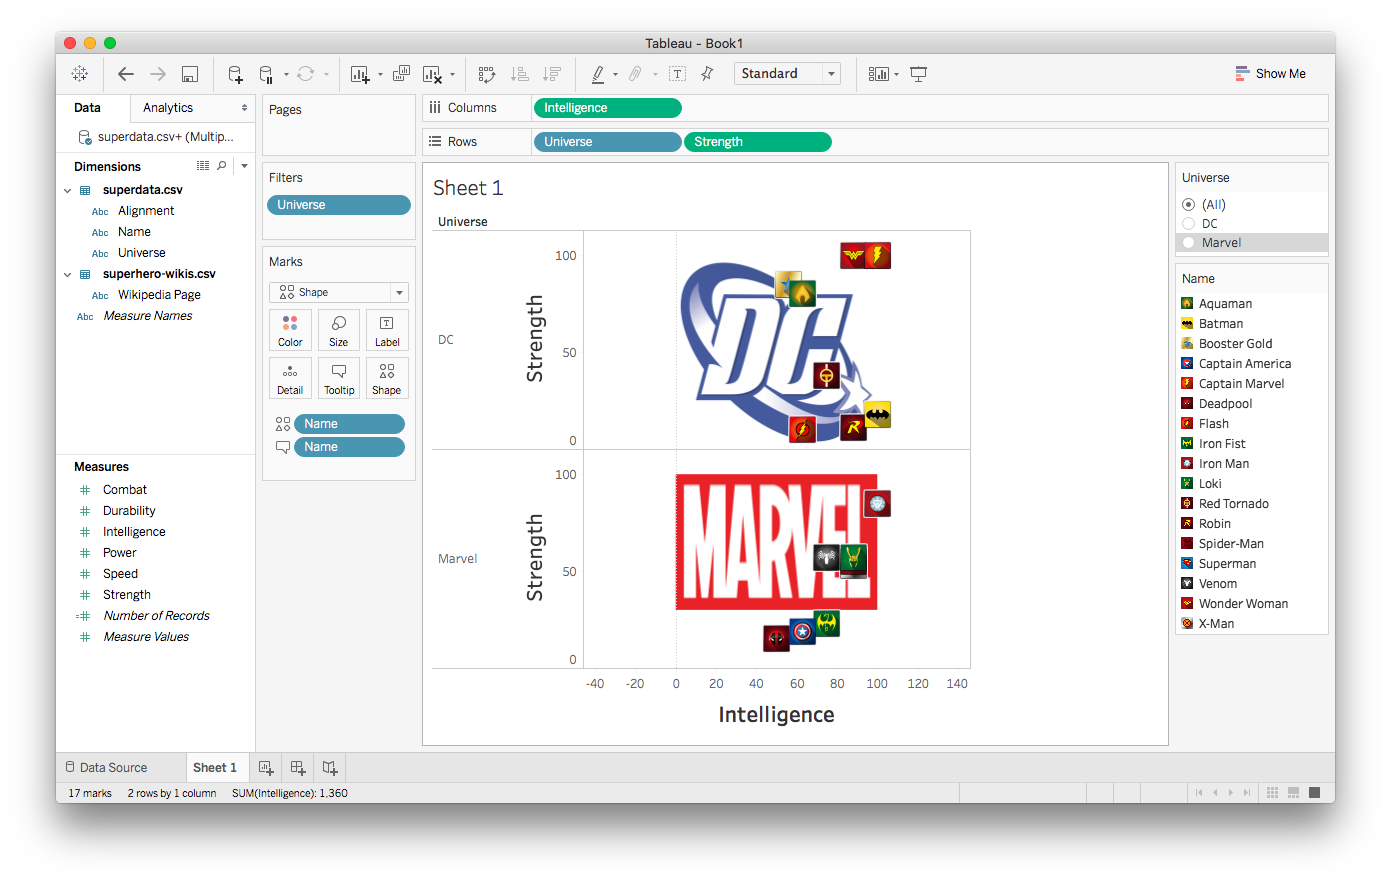 Tableau - Book1
Standard
Show Me
Data
Analytics
superdata.csv+ (Multip...
Dimensions
superdata.csv
Abc Alignment
Abc Name
Abc Universe
superhero-wikis.csv
Abc Wikipedia Page
Abc Measure Names
Measures
Combat
Durability
Intelligence
Power
Speed
Strength
Number of Records
Measure Values
Pages
Filters
Universe
Marks
Shape
Color
Size
Label
Detail
Tooltip
Shape
Name
Name
Columns
Intelligence
Rows
Universe
Strength
Sheet 1
Universe
DC
Strength
100
50
0
DC
Marvel
Strength
100
50
0
MARVEL
-40 -20 0 20 40 60 80 100 120 140
Intelligence
Universe
(All)
DC
Marvel
Name
Aquaman
Batman
Booster Gold
Captain America
Captain Marvel
Deadpool
Flash
Iron Fist
Iron Man
Loki
Red Tornado
Robin
Spider-Man
Superman
Venom
Wonder Woman
X-Man
Data Source
Sheet 1
17 marks
2 rows by 1 column
SUM(Intelligence): 1,360